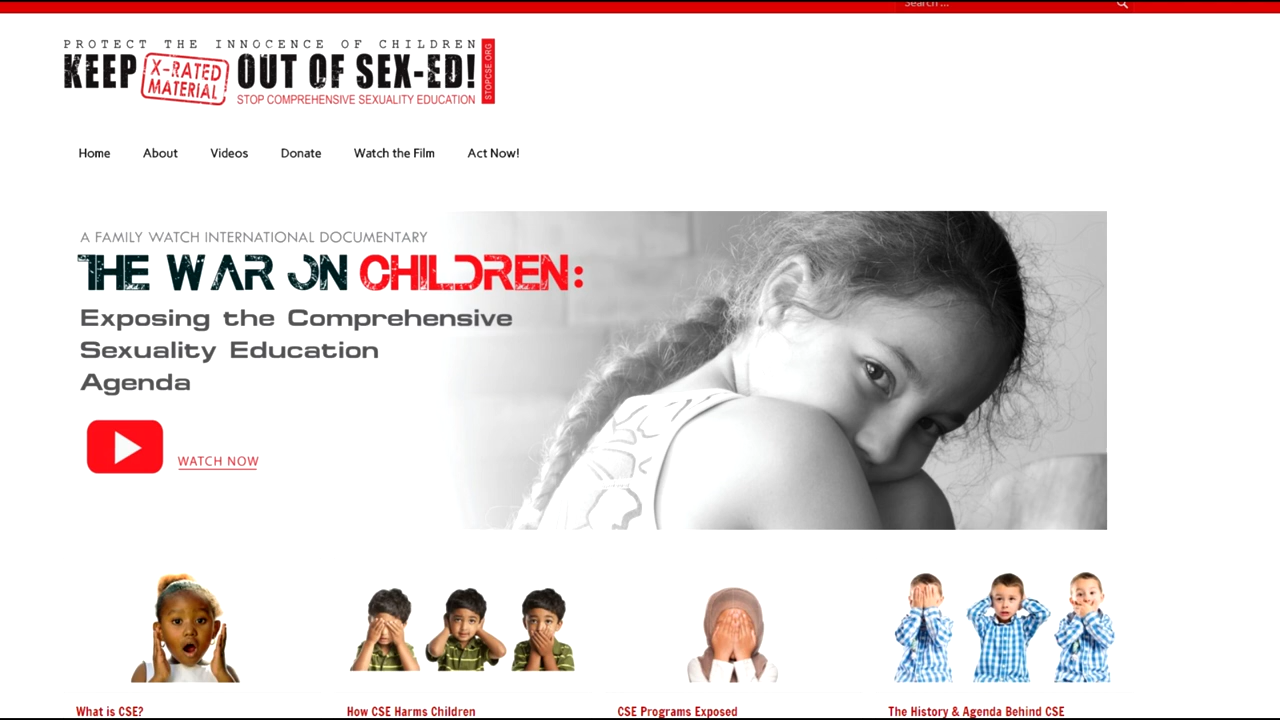 Search ...
PROTECT THE INNOCENCE OF CHILDREN
KEEP X-RATED MATERIAL OUT OF SEX-ED!
STOP COMPREHENSIVE SEXUALITY EDUCATION
STOPCSE.ORG
Home About Videos Donate Watch the Film Act Now!
A FAMILY WATCH INTERNATIONAL DOCUMENTARY
THE WAR ON CHILDREN:
Exposing the Comprehensive
Sexuality Education
Agenda
WATCH NOW
What is CSE? How CSE Harms Children CSE Programs Exposed The History & Agenda Behind CSE